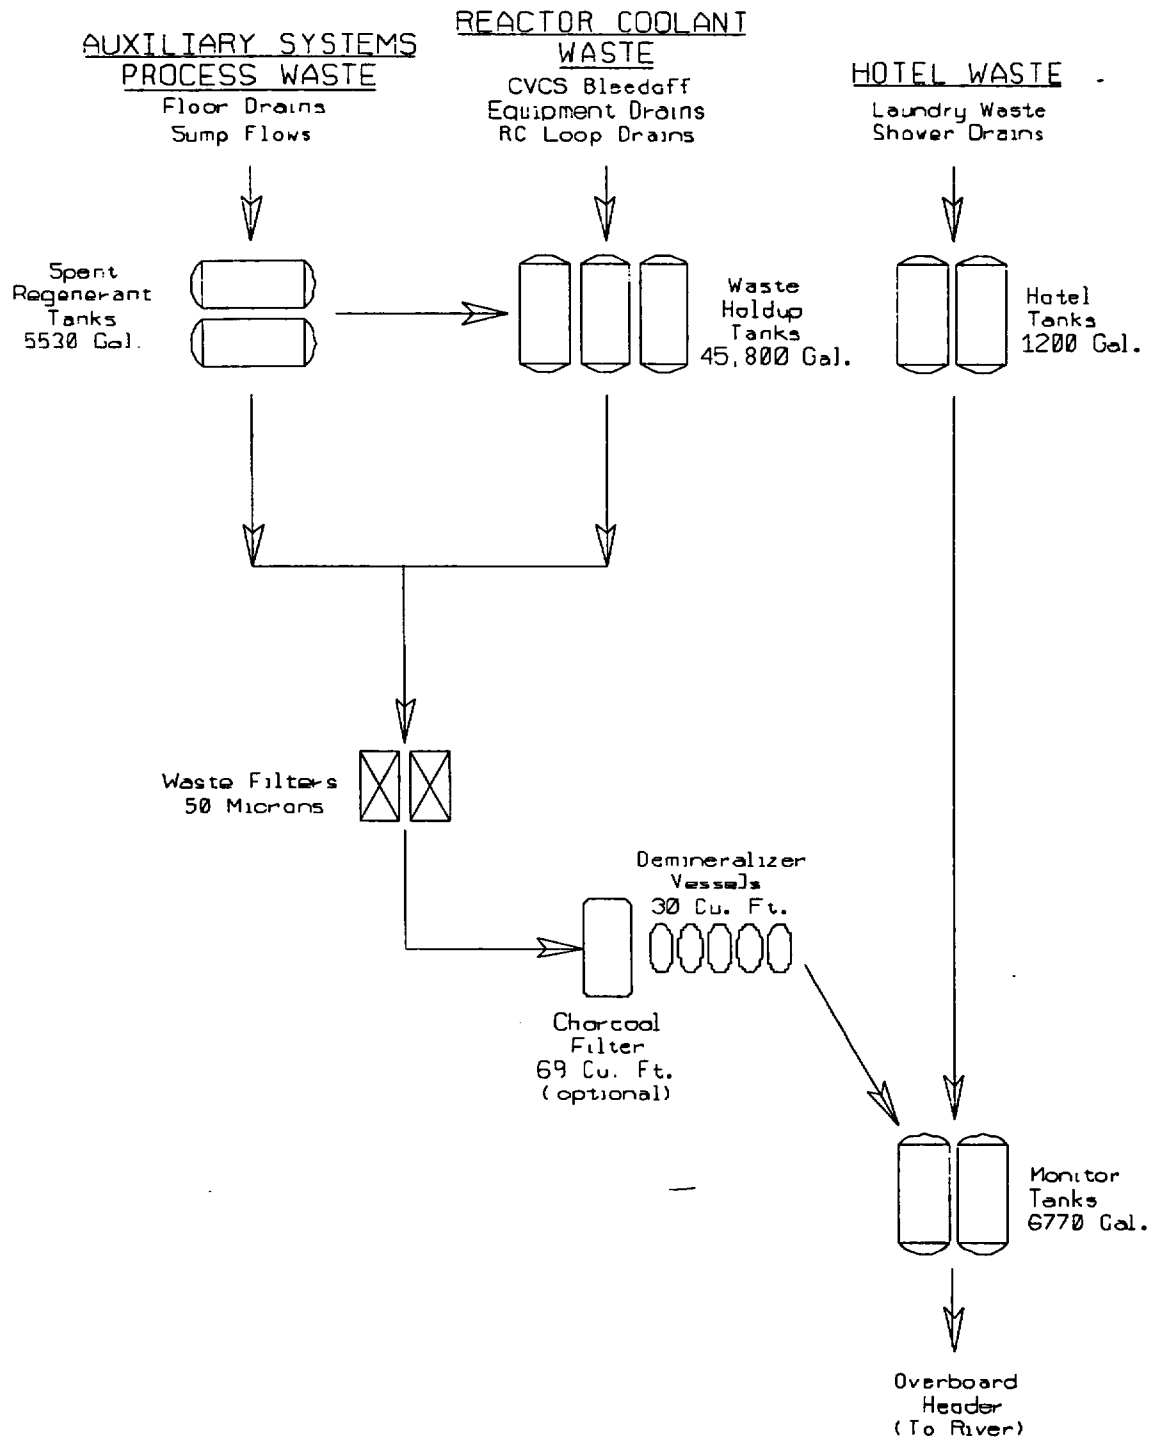 AUXILIARY SYSTEMS
PROCESS WASTE
Floor Drains
Sump Flows
REACTOR COOLANT
WASTE
CVCS Bleedoff
Equipment Drains
RC Loop Drains
HOTEL WASTE
Laundry Waste
Shower Drains
Spent
Regenerant
Tanks
5530 Gal.
Waste
Holdup
Tanks
45,800 Gal.
Hotel
Tanks
1200 Gal.
Waste Filters
50 Microns
Demineralizer
Vessels
30 Cu. Ft.
Charcoal
Filter
69 Cu. Ft.
(optional)
Monitor
Tanks
6770 Gal.
Overboard
Header
(To River)